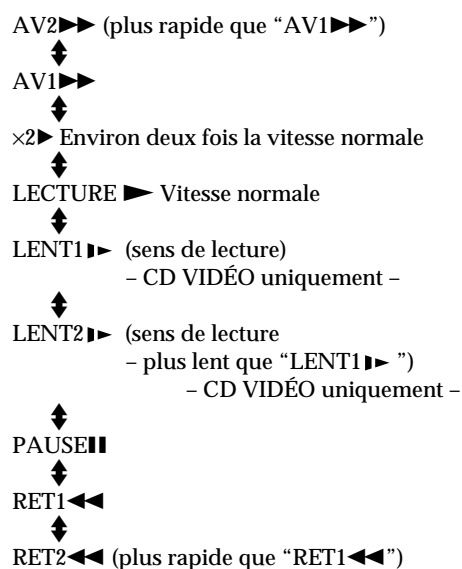 AV2▶▶ (plus rapide que “AV1▶▶”)
AV1▶▶
×2▶ Environ deux fois la vitesse normale
LECTURE ▶ Vitesse normale
LENT1 (sens de lecture)
– CD VIDÉO uniquement –
LENT2 (sens de lecture
– plus lent que “LENT1 ”)
– CD VIDÉO uniquement –
PAUSE
RET1◀◀
RET2◀◀ (plus rapide que “RET1◀◀”)